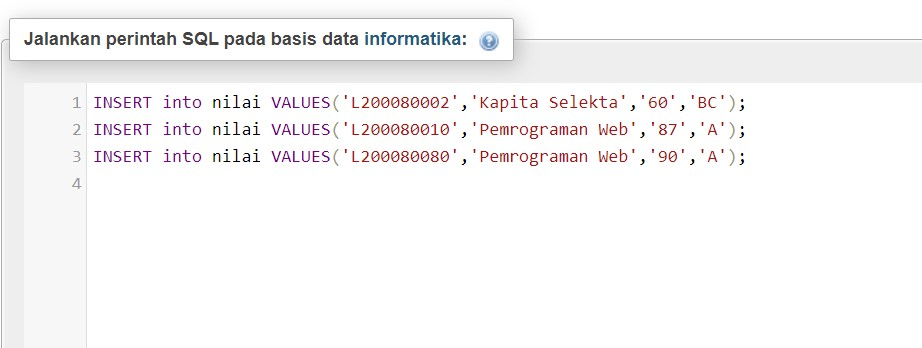 Jalankan perintah SQL pada basis data informatika:
1 INSERT into nilai VALUES('L200080002','Kapita Selekta','60','BC');
2 INSERT into nilai VALUES('L200080010','Pemrograman Web','87','A');
3 INSERT into nilai VALUES('L200080080','Pemrograman Web','90','A');
4